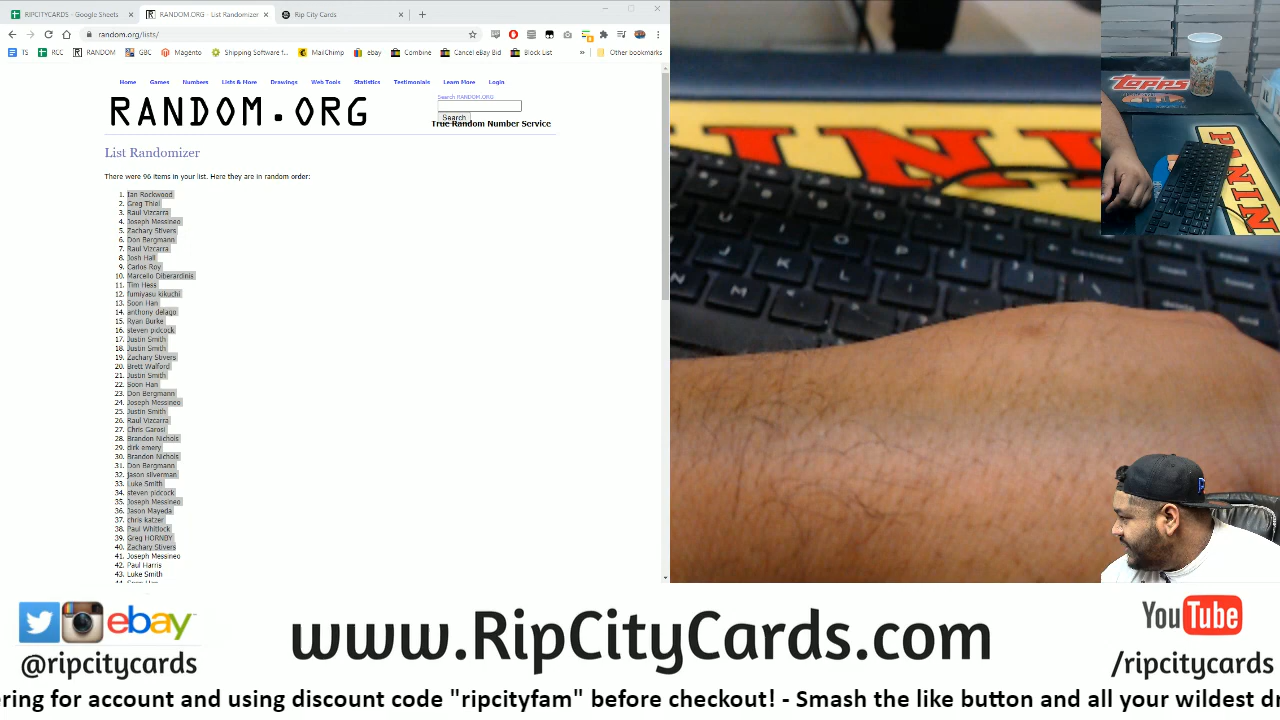 RIPCITYCARDS - Google Sheets
RANDOM.ORG - List Randomizer
Rip City Cards
random.org/lists/
TS
RCC
RANDOM
GBC
Magento
Shipping Software f...
MailChimp
ebay
Combine
Cancel eBay Bid
Block List
Other bookmarks
Home Games Numbers Lists & More Drawings Web Tools Statistics Testimonials Learn More Login
RANDOM.ORG
Search RANDOM.ORG
Search
True Random Number Service
List Randomizer
There were 96 items in your list. Here they are in random order:
1. Ian Rockwood
2. Greg Thiel
3. Raul Vizcarra
4. Joseph Messineo
5. Zachary Stivers
6. Don Bergmann
7. Raul Vizcarra
8. Josh Hall
9. Carlos Roy
10. Marcello Diberardinis
11. Tim Hess
12. fumiyasu kikuchi
13. Soon Han
14. anthony delago
15. Ryan Burke
16. steven pidcock
17. Justin Smith
18. Justin Smith
19. Zachary Stivers
20. Brett Walford
21. Justin Smith
22. Soon Han
23. Don Bergmann
24. Joseph Messineo
25. Justin Smith
26. Raul Vizcarra
27. Chris Garosi
28. Brandon Nichols
29. dirk emery
30. Brandon Nichols
31. Don Bergmann
32. jason silverman
33. Luke Smith
34. steven pidcock
35. Joseph Messineo
36. Jason Mayeda
37. chris katzer
38. Paul Whitlock
39. Greg HORNBY
40. Zachary Stivers
41. Joseph Messineo
42. Paul Harris
43. Luke Smith
topps
PANIN
ebay
@ripcitycards
www.RipCityCards.com
YouTube
/ripcitycards
ering for account and using discount code "ripcityfam" before checkout! - Smash the like button and all your wildest dr